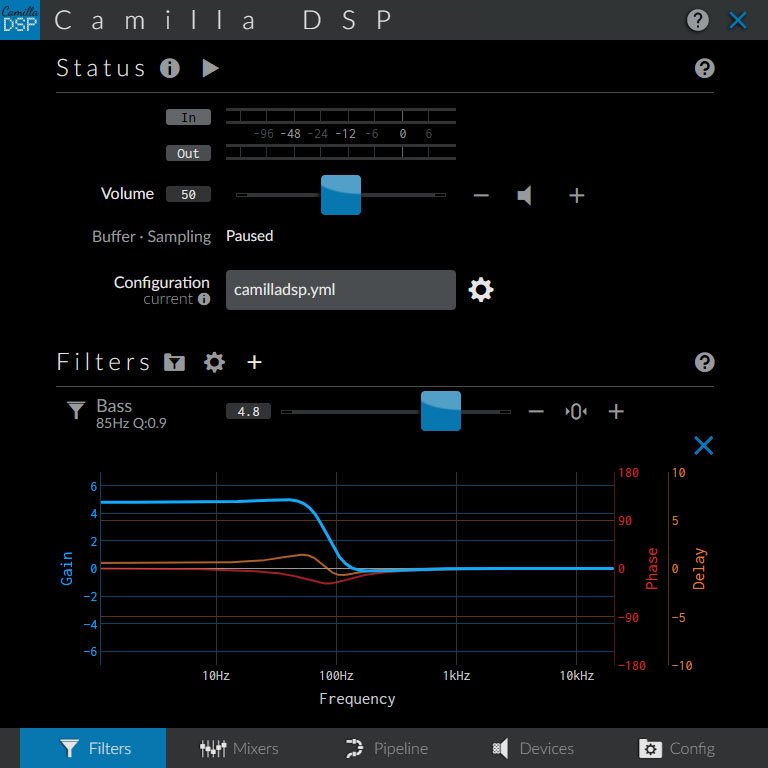 Camilla
DSP
Camilla DSP
?
Status i
?
In
-96 -48 -24 -12 -6 0 6
Out
Volume 50
Buffer · Sampling Paused
Configuration
current i
camilladsp.yml
Filters
?
Bass
85Hz Q:0.9
4.8
0
180 10
6
4
90 5
2
0 0 0
Gain Phase Delay
-2
-90 -5
-4
-6
-180 -10
10Hz 100Hz 1kHz 10kHz
Frequency
Filters Mixers Pipeline Devices Config